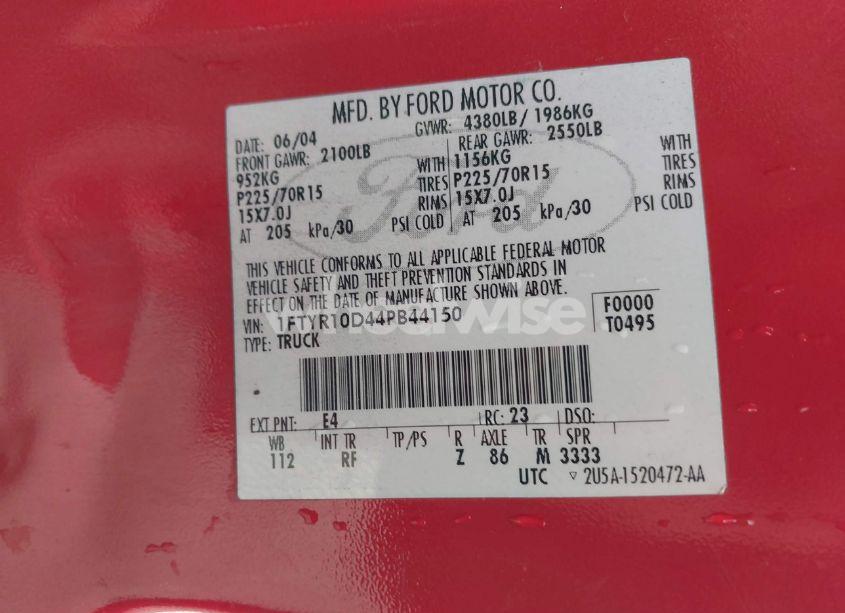 MFD. BY FORD MOTOR CO.
DATE: 06/04 GVWR: 4380LB/ 1986KG
FRONT GAWR: 2100LB REAR GAWR: 2550LB
952KG WITH 1156KG WITH
P225/70R15 TIRES P225/70R15 TIRES
15X7.0J RIMS 15X7.0J RIMS
AT 205 kPa/30 PSI COLD AT 205 kPa/30 PSI COLD
Ford
THIS VEHICLE CONFORMS TO ALL APPLICABLE FEDERAL MOTOR
VEHICLE SAFETY AND THEFT PREVENTION STANDARDS IN
EFFECT ON THE DATE OF MANUFACTURE SHOWN ABOVE.
VIN: 1FTYR10D44PB44150 F0000
TYPE: TRUCK T0495
EXT PNT: E4 RC: 23 DSO:
WB INT TR TP/PS R AXLE TR SPR
112 RF Z 86 M 3333
UTC ▽ 2U5A-1520472-AA